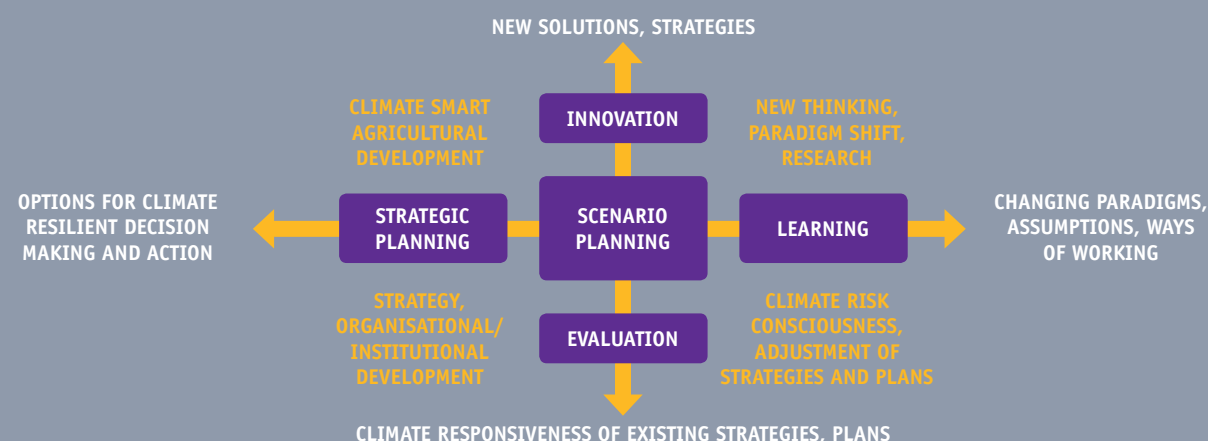 NEW SOLUTIONS, STRATEGIES
CLIMATE SMART
AGRICULTURAL
DEVELOPMENT
INNOVATION
NEW THINKING,
PARADIGM SHIFT,
RESEARCH
OPTIONS FOR CLIMATE
RESILIENT DECISION
MAKING AND ACTION
STRATEGIC
PLANNING
SCENARIO
PLANNING
LEARNING
CHANGING PARADIGMS,
ASSUMPTIONS, WAYS
OF WORKING
STRATEGY,
ORGANISATIONAL/
INSTITUTIONAL
DEVELOPMENT
EVALUATION
CLIMATE RISK
CONSCIOUSNESS,
ADJUSTMENT OF
STRATEGIES AND PLANS
CLIMATE RESPONSIVENESS OF EXISTING STRATEGIES, PLANS